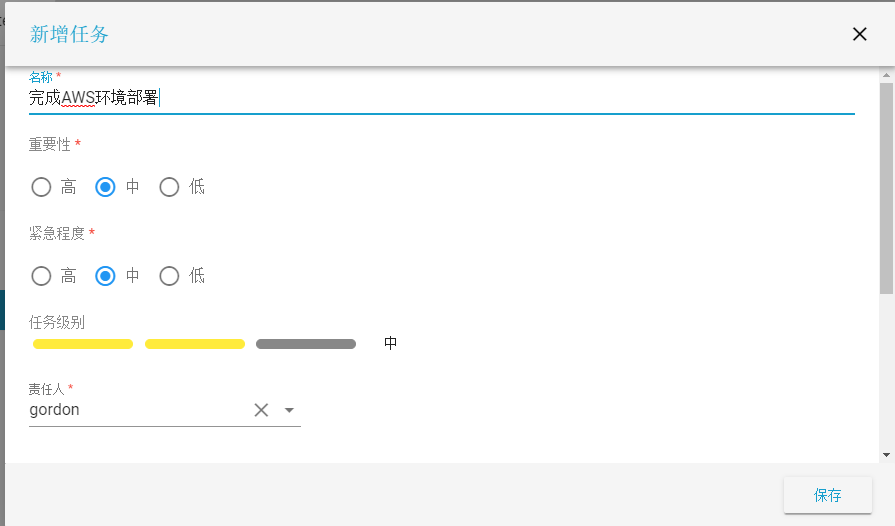 新增任务
名称 *
完成AWS环境部署
重要性 *
高 中 低
紧急程度 *
高 中 低
任务级别
中
责任人 *
gordon
保存